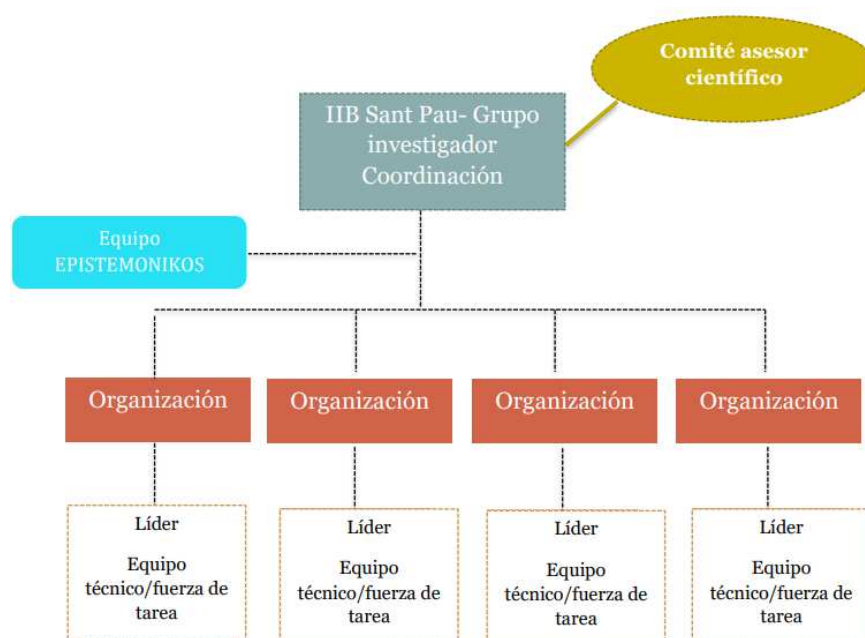 Comité asesor
científico
IIB Sant Pau- Grupo
investigador
Coordinación
Equipo
EPISTEMONIKOS
Organización
Organización
Organización
Organización
Líder
Equipo
técnico/fuerza de
tarea
Líder
Equipo
técnico/fuerza de
tarea
Líder
Equipo
técnico/fuerza de
tarea
Líder
Equipo
técnico/fuerza de
tarea